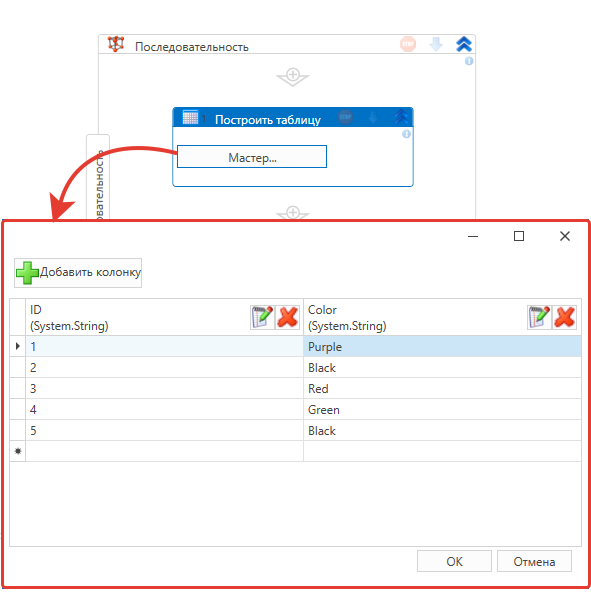 Последовательность
Построить таблицу
Мастер...
овательность
Добавить колонку
ID
(System.String)
Color
(System.String)
1 Purple
2 Black
3 Red
4 Green
5 Black
OK
Отмена